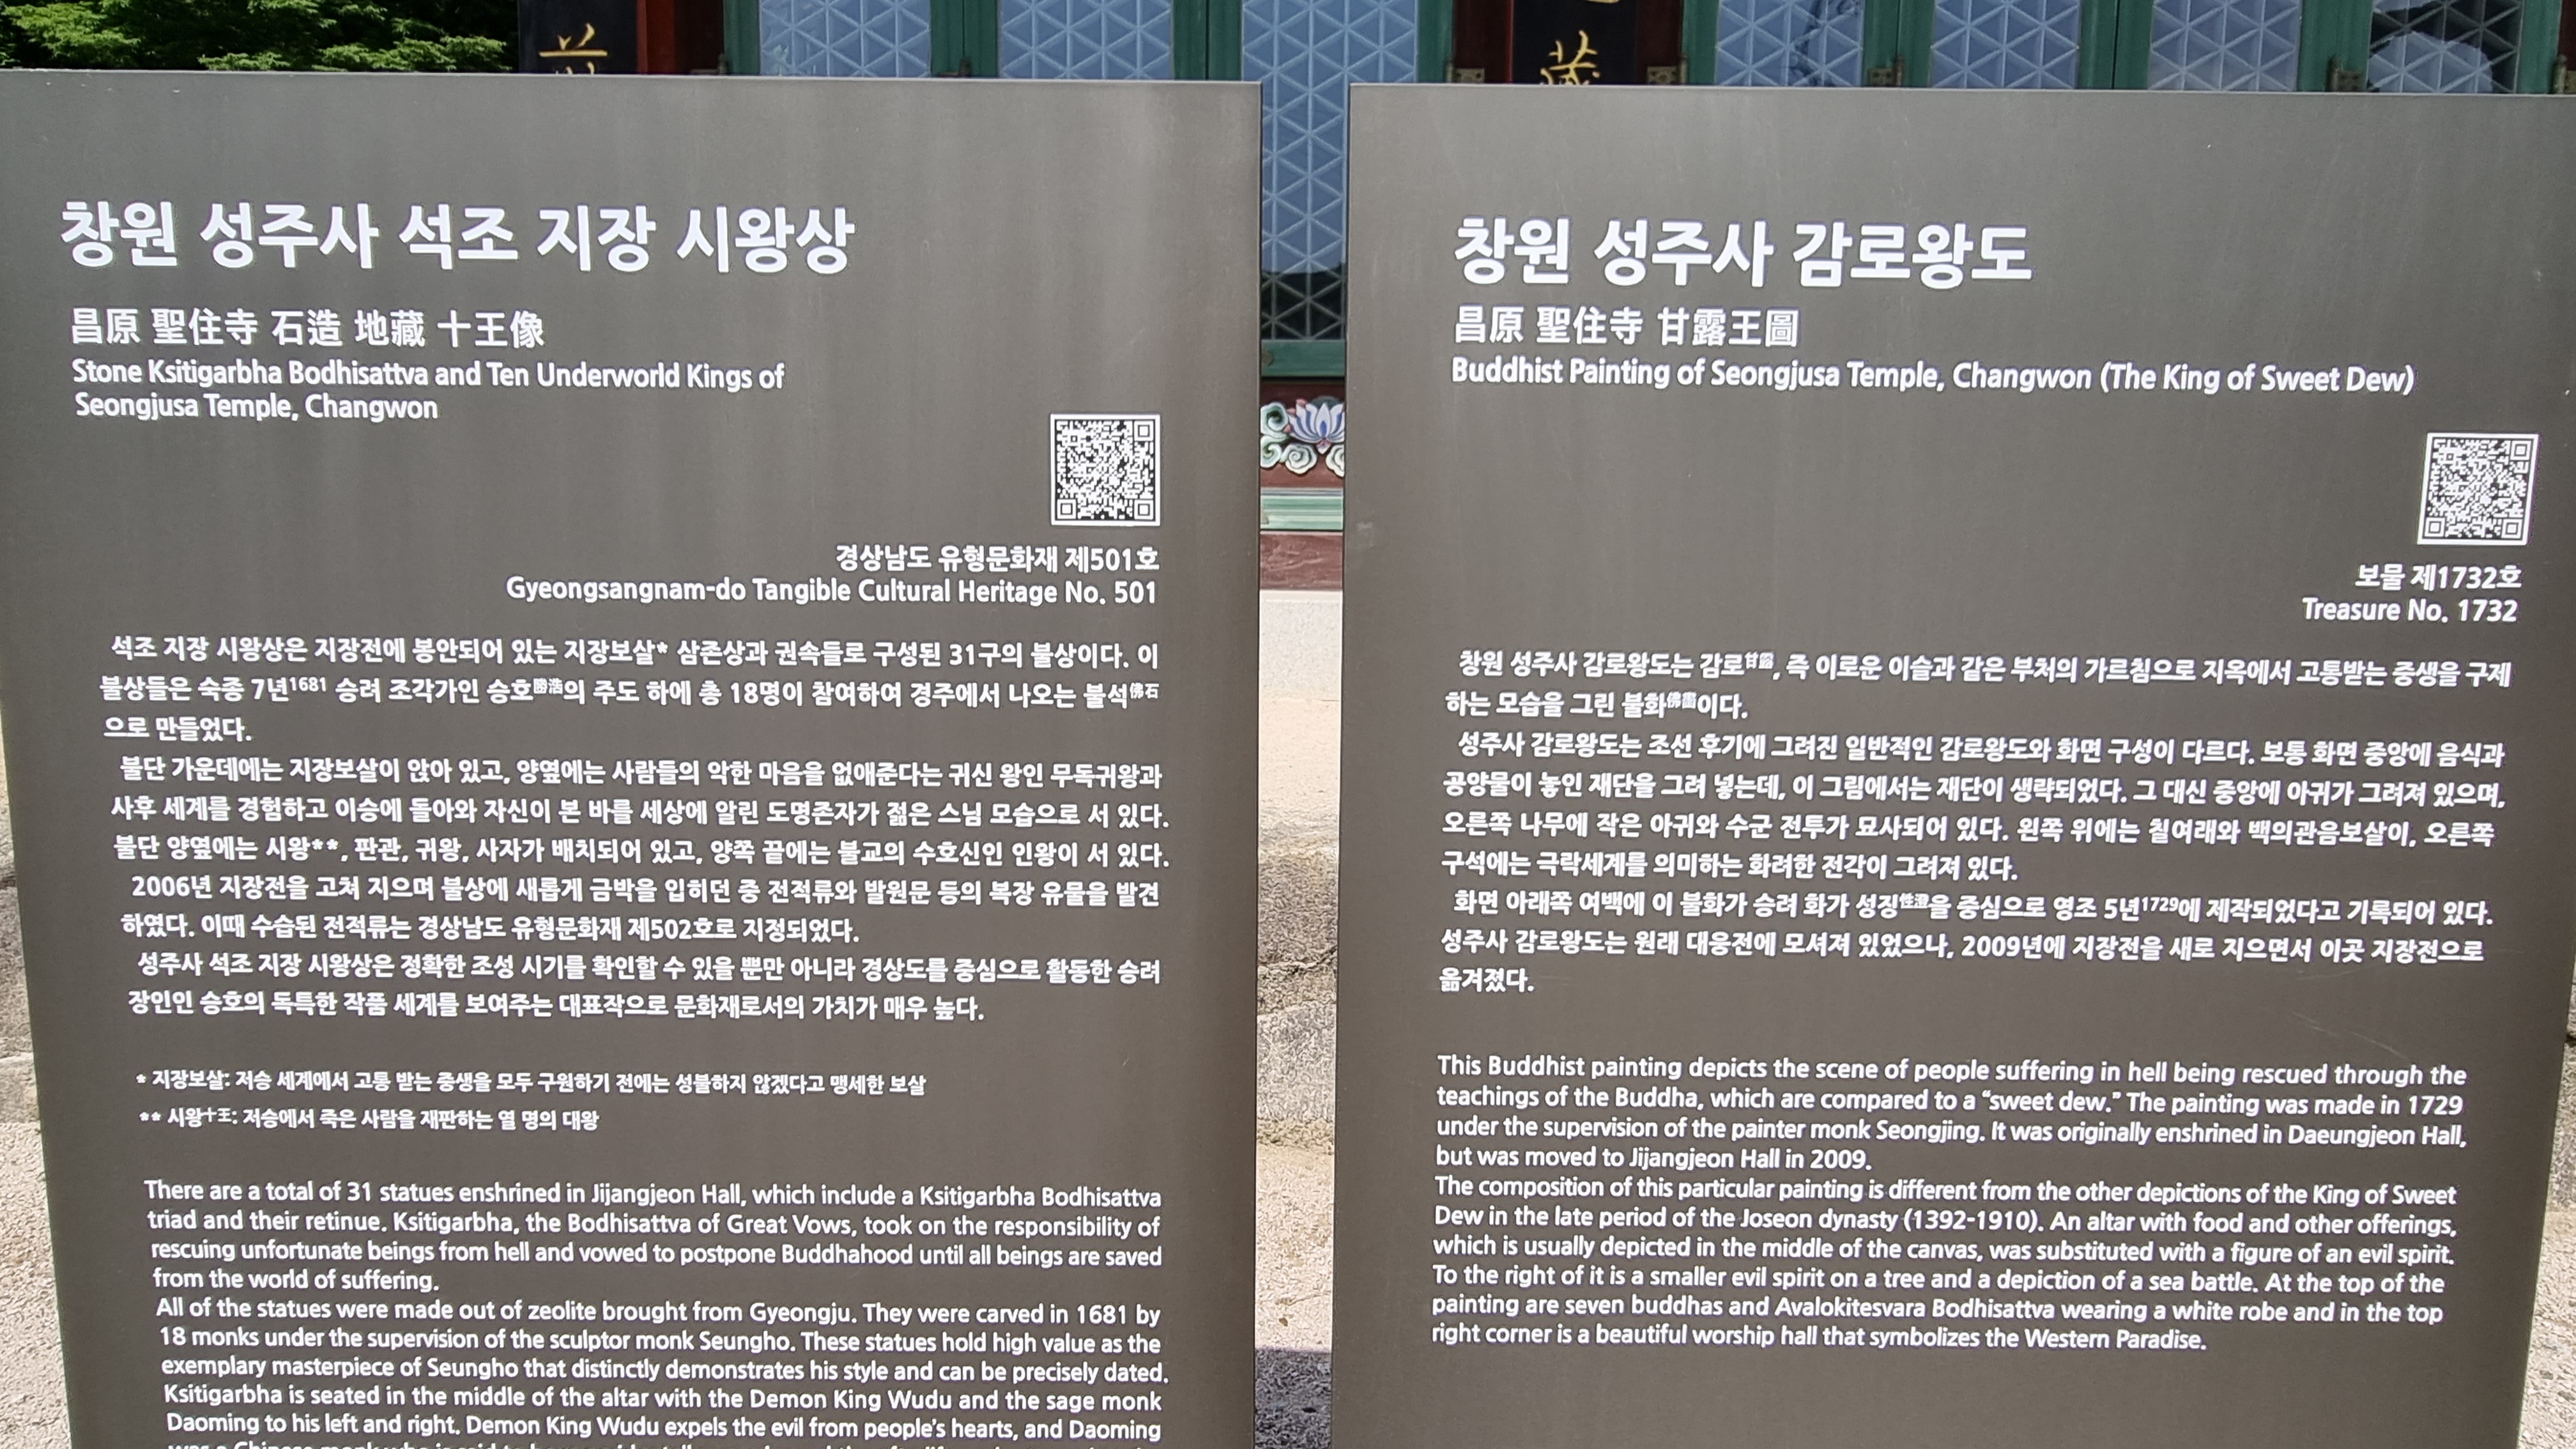 藏
창원 성주사 석조 지장 시왕상
昌原 聖住寺 石造 地藏 十王像
Stone Ksitigarbha Bodhisattva and Ten Underworld Kings of
Seongjusa Temple, Changwon
경상남도 유형문화재 제501호
Gyeongsangnam-do Tangible Cultural Heritage No. 501
석조 지장 시왕상은 지장전에 봉안되어 있는 지장보살* 삼존상과 권속들로 구성된 31구의 불상이다. 이
불상들은 숙종 7년1681 승려 조각가인 승호勝浩의 주도 하에 총 18명이 참여하여 경주에서 나오는 불석佛石
으로 만들었다.
불단 가운데에는 지장보살이 앉아 있고, 양옆에는 사람들의 악한 마음을 없애준다는 귀신 왕인 무독귀왕과
사후 세계를 경험하고 이승에 돌아와 자신이 본 바를 세상에 알린 도명존자가 젊은 스님 모습으로 서 있다.
불단 양옆에는 시왕**, 판관, 귀왕, 사자가 배치되어 있고, 양쪽 끝에는 불교의 수호신인 인왕이 서 있다.
2006년 지장전을 고쳐 지으며 불상에 새롭게 금박을 입히던 중 전적류와 발원문 등의 복장 유물을 발견
하였다. 이때 수습된 전적류는 경상남도 유형문화재 제502호로 지정되었다.
성주사 석조 지장 시왕상은 정확한 조성 시기를 확인할 수 있을 뿐만 아니라 경상도를 중심으로 활동한 승려
장인인 승호의 독특한 작품 세계를 보여주는 대표작으로 문화재로서의 가치가 매우 높다.
* 지장보살: 저승 세계에서 고통 받는 중생을 모두 구원하기 전에는 성불하지 않겠다고 맹세한 보살
** 시왕十王: 저승에서 죽은 사람을 재판하는 열 명의 대왕
There are a total of 31 statues enshrined in Jijangjeon Hall, which include a Ksitigarbha Bodhisattva
triad and their retinue. Ksitigarbha, the Bodhisattva of Great Vows, took on the responsibility of
rescuing unfortunate beings from hell and vowed to postpone Buddhahood until all beings are saved
from the world of suffering.
All of the statues were made out of zeolite brought from Gyeongju. They were carved in 1681 by
18 monks under the supervision of the sculptor monk Seungho. These statues hold high value as the
exemplary masterpiece of Seungho that distinctly demonstrates his style and can be precisely dated.
Ksitigarbha is seated in the middle of the altar with the Demon King Wudu and the sage monk
Daoming to his left and right. Demon King Wudu expels the evil from people's hearts, and Daoming
창원 성주사 감로왕도
昌原 聖住寺 甘露王圖
Buddhist Painting of Seongjusa Temple, Changwon (The King of Sweet Dew)
보물 제1732호
Treasure No. 1732
창원 성주사 감로왕도는 감로甘露, 즉 이로운 이슬과 같은 부처의 가르침으로 지옥에서 고통받는 중생을 구제
하는 모습을 그린 불화佛畵이다.
성주사 감로왕도는 조선 후기에 그려진 일반적인 감로왕도와 화면 구성이 다르다. 보통 화면 중앙에 음식과
공양물이 놓인 재단을 그려 넣는데, 이 그림에서는 재단이 생략되었다. 그 대신 중앙에 아귀가 그려져 있으며,
오른쪽 나무에 작은 아귀와 수군 전투가 묘사되어 있다. 왼쪽 위에는 칠여래와 백의관음보살이, 오른쪽
구석에는 극락세계를 의미하는 화려한 전각이 그려져 있다.
화면 아래쪽 여백에 이 불화가 승려 화가 성징性澄을 중심으로 영조 5년1729에 제작되었다고 기록되어 있다.
성주사 감로왕도는 원래 대웅전에 모셔져 있었으나, 2009년에 지장전을 새로 지으면서 이곳 지장전으로
옮겨졌다.
This Buddhist painting depicts the scene of people suffering in hell being rescued through the
teachings of the Buddha, which are compared to a “sweet dew.” The painting was made in 1729
under the supervision of the painter monk Seongjing. It was originally enshrined in Daeungjeon Hall,
but was moved to Jijangjeon Hall in 2009.
The composition of this particular painting is different from the other depictions of the King of Sweet
Dew in the late period of the Joseon dynasty (1392-1910). An altar with food and other offerings,
which is usually depicted in the middle of the canvas, was substituted with a figure of an evil spirit.
To the right of it is a smaller evil spirit on a tree and a depiction of a sea battle. At the top of the
painting are seven buddhas and Avalokitesvara Bodhisattva wearing a white robe and in the top
right corner is a beautiful worship hall that symbolizes the Western Paradise.